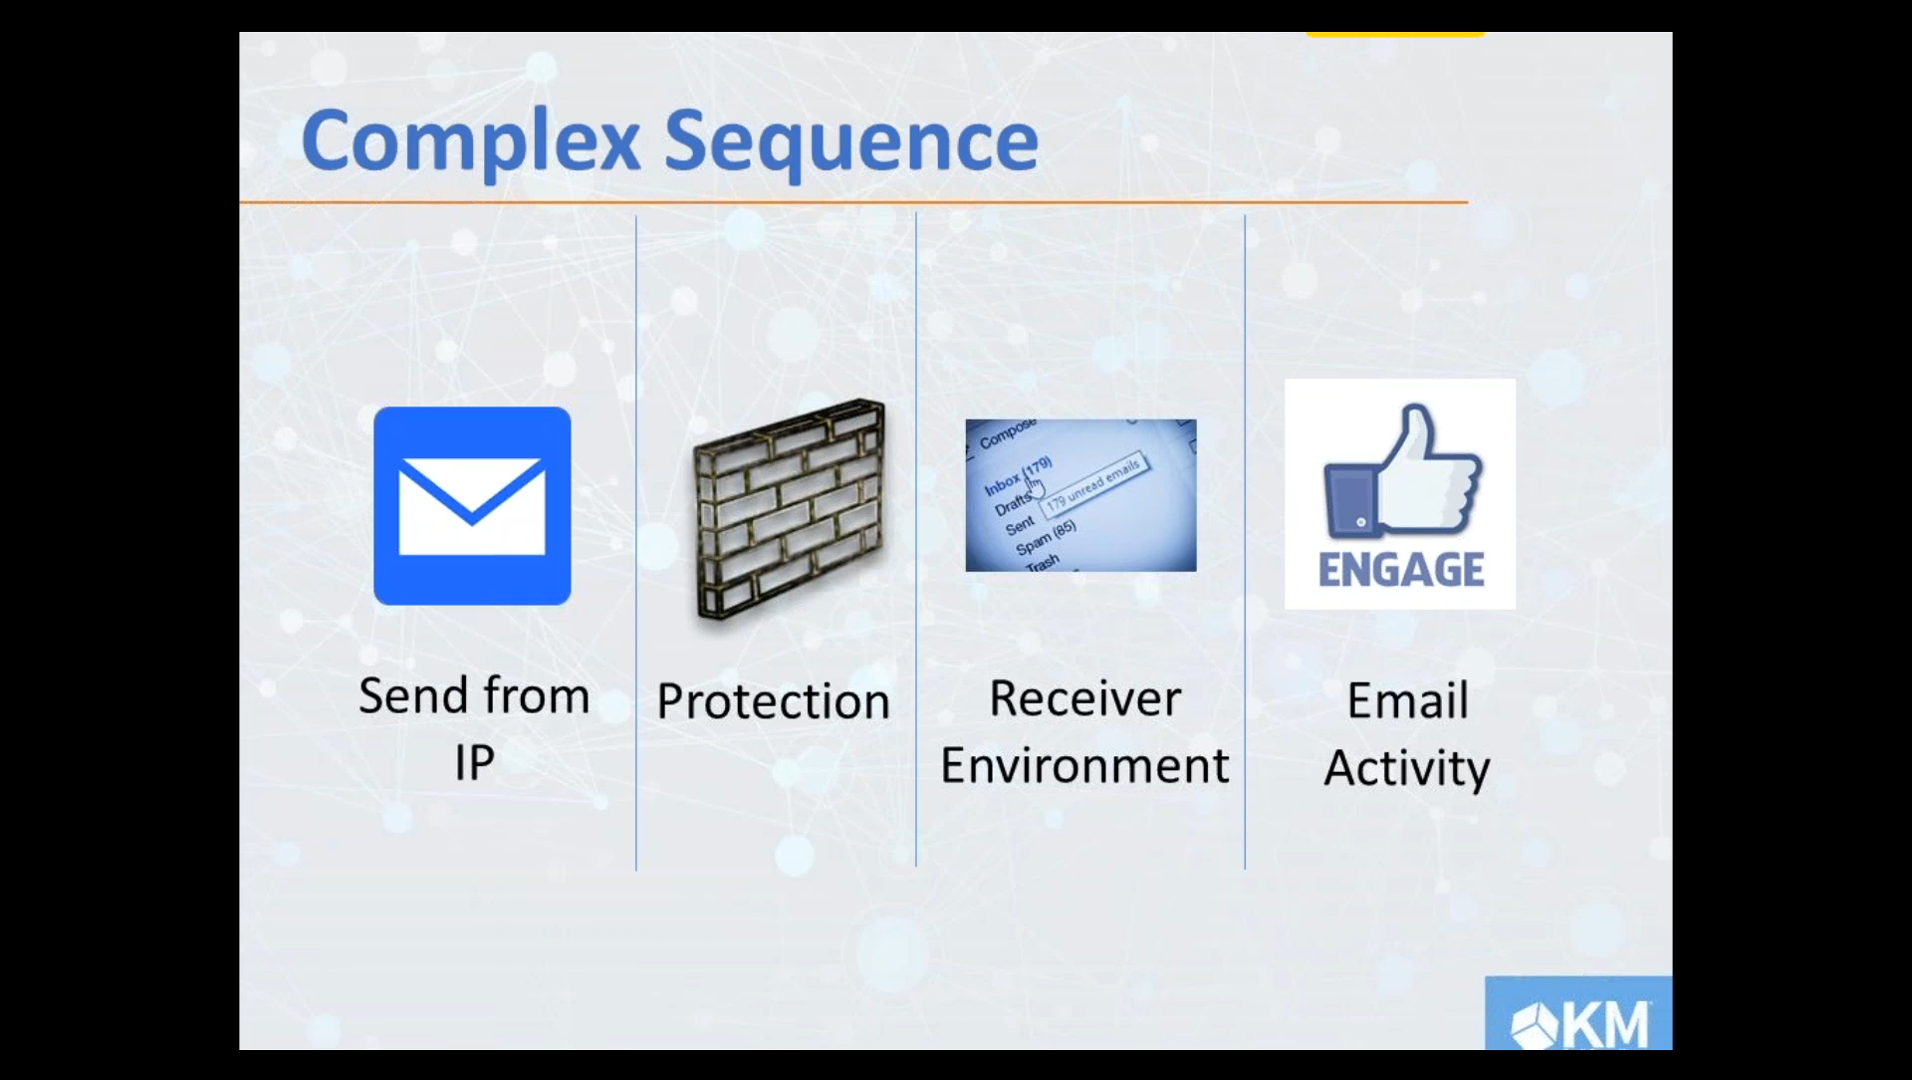 Complex Sequence
Compose
Inbox (179)
Drafts
179 unread emails
Sent
Spam (85)
Trash
ENGAGE
Send from
IP
Protection
Receiver
Environment
Email
Activity
KM